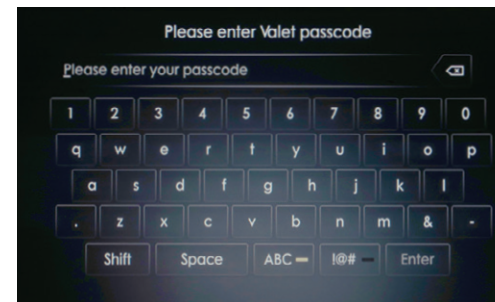 Please enter Valet passcode
Please enter your passcode
1 2 3 4 5 6 7 8 9 0
q w e r t y u i o p
a s d f g h j k l
. z x c v b n m & -
Shift Space ABC !@# Enter